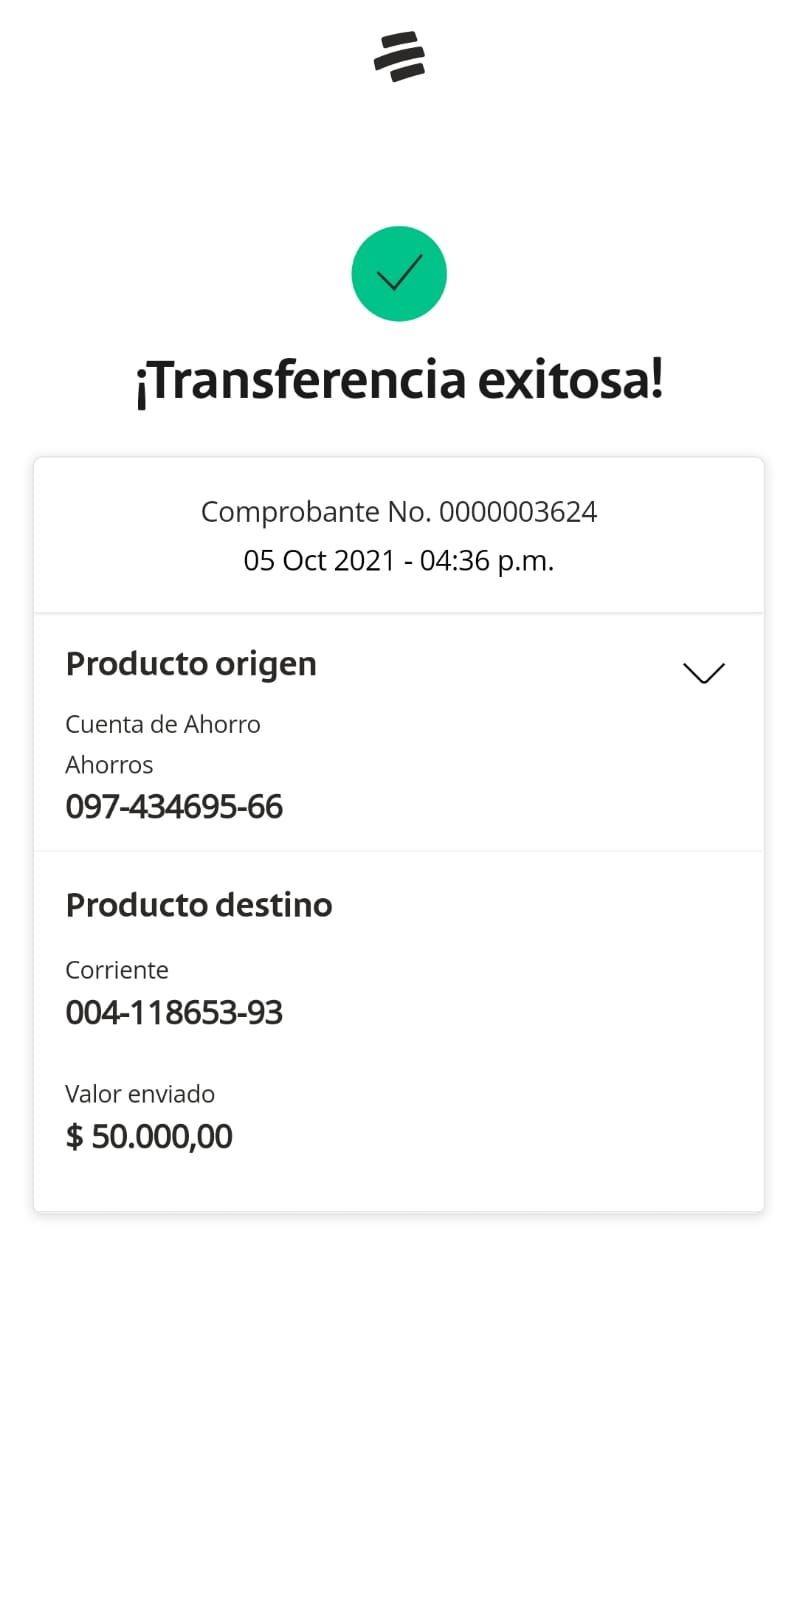 ¡Transferencia exitosa!
Comprobante No. 0000003624
05 Oct 2021 - 04:36 p.m.
Producto origen
Cuenta de Ahorro
Ahorros
097-434695-66
Producto destino
Corriente
004-118653-93
Valor enviado
$ 50.000,00